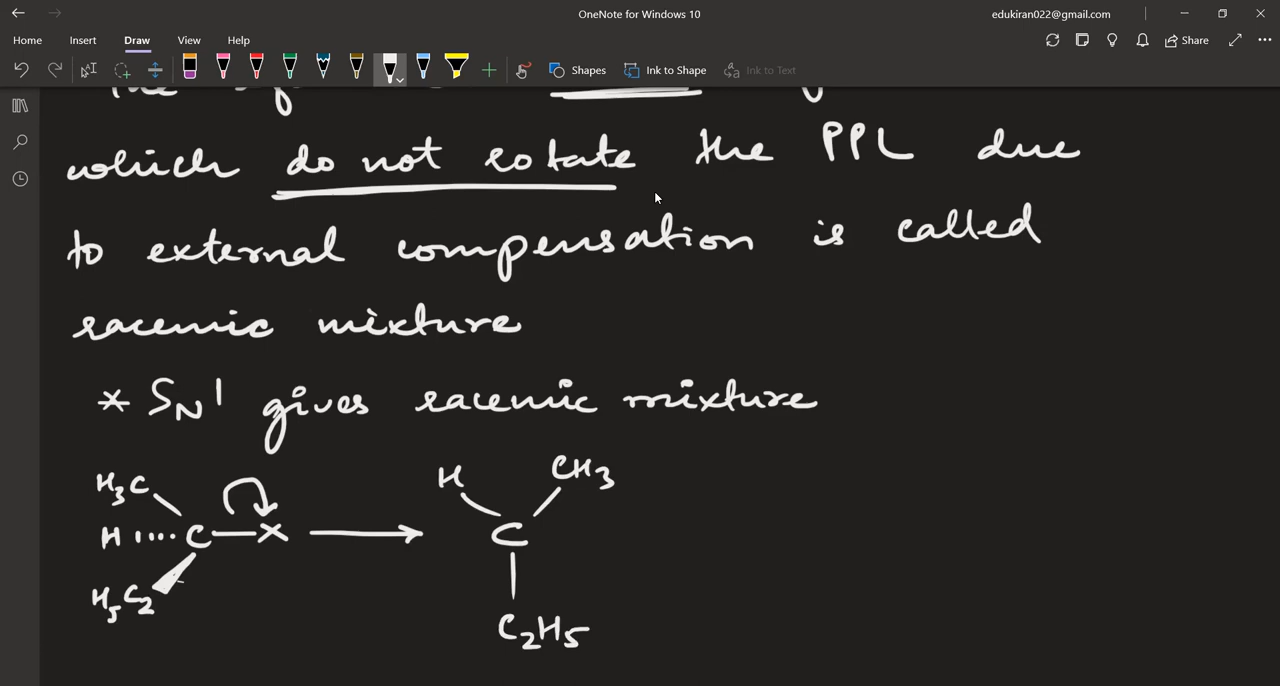 OneNote for Windows 10
edukiran022@gmail.com
Home Insert Draw View Help
Share
Shapes Ink to Shape Ink to Text
which do not rotate the PPL due
to external compensation is called
racemic mixture
* SN1 gives racemic mixture
H3C
H C X
H5C2
H CH3
C
C2H5